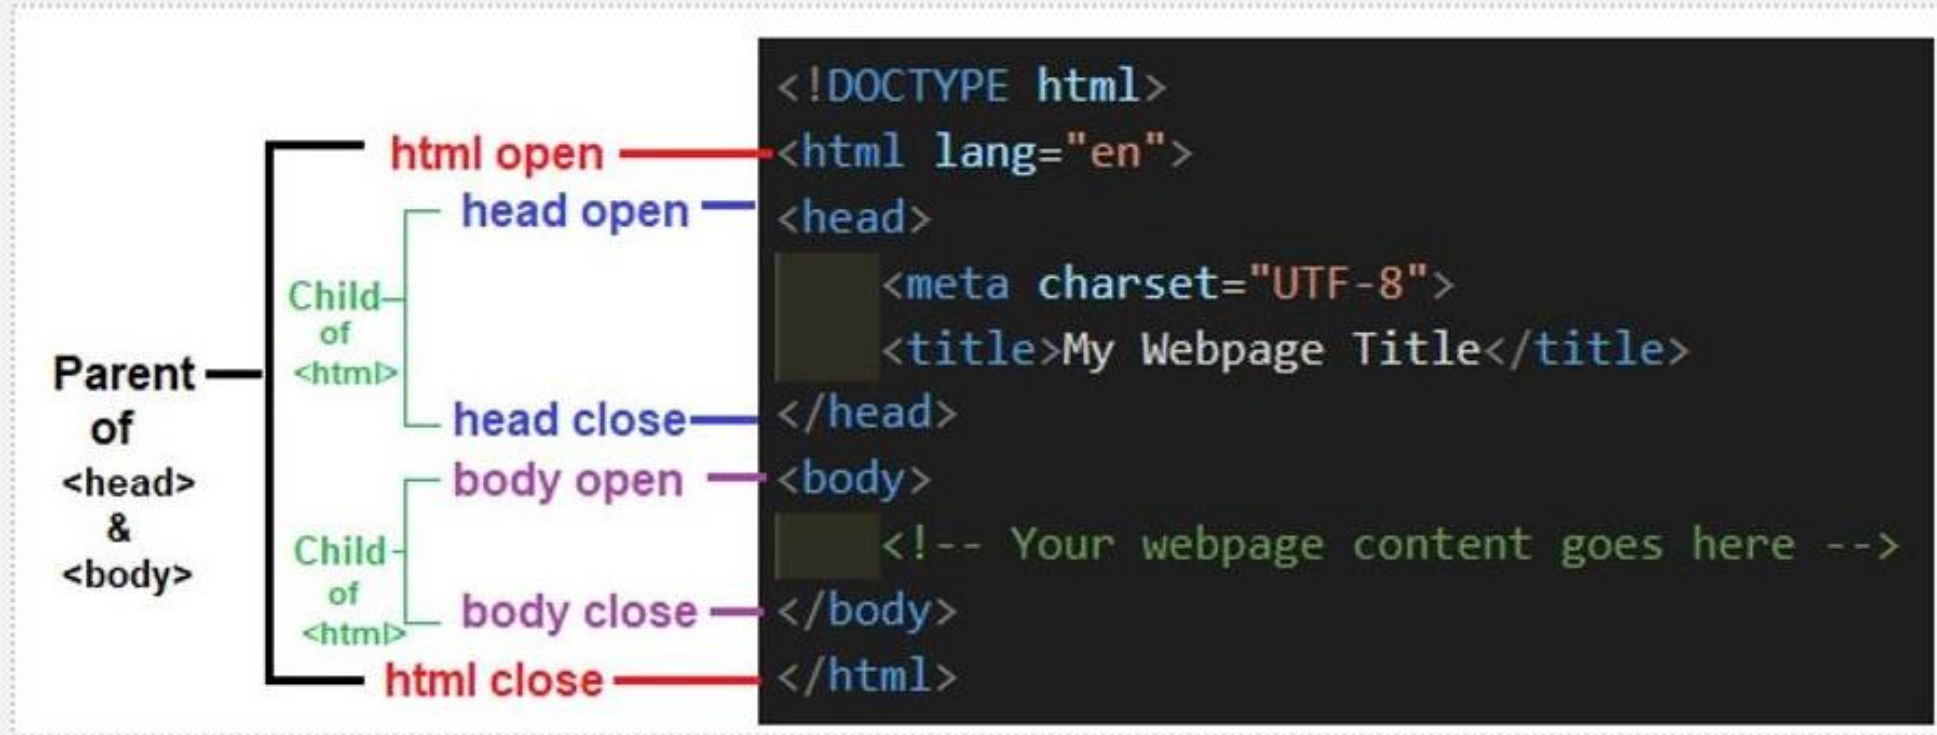 <!DOCTYPE html>
html open <html lang="en">
head open <head>
Child
of
<html>
<meta charset="UTF-8">
<title>My Webpage Title</title>
Parent
of
<head>
&
<body>
head close </head>
body open <body>
Child
of
<html>
<!-- Your webpage content goes here -->
body close </body>
html close </html>